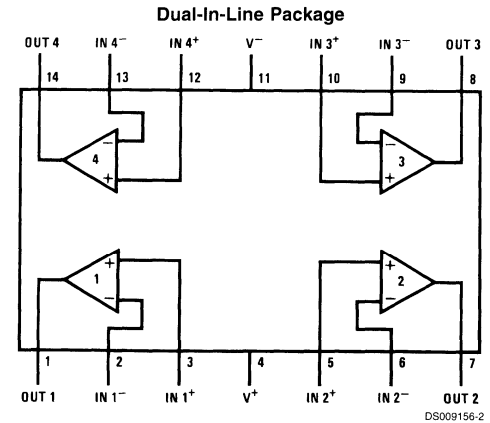 Dual-In-Line Package
OUT 4 IN 4⁻ IN 4⁺ V⁻ IN 3⁺ IN 3⁻ OUT 3
14 13 12 11 10 9 8
4 − + − + 3
1 + − + − 2
1 2 3 4 5 6 7
OUT 1 IN 1⁻ IN 1⁺ V⁺ IN 2⁺ IN 2⁻ OUT 2
DS009156-2